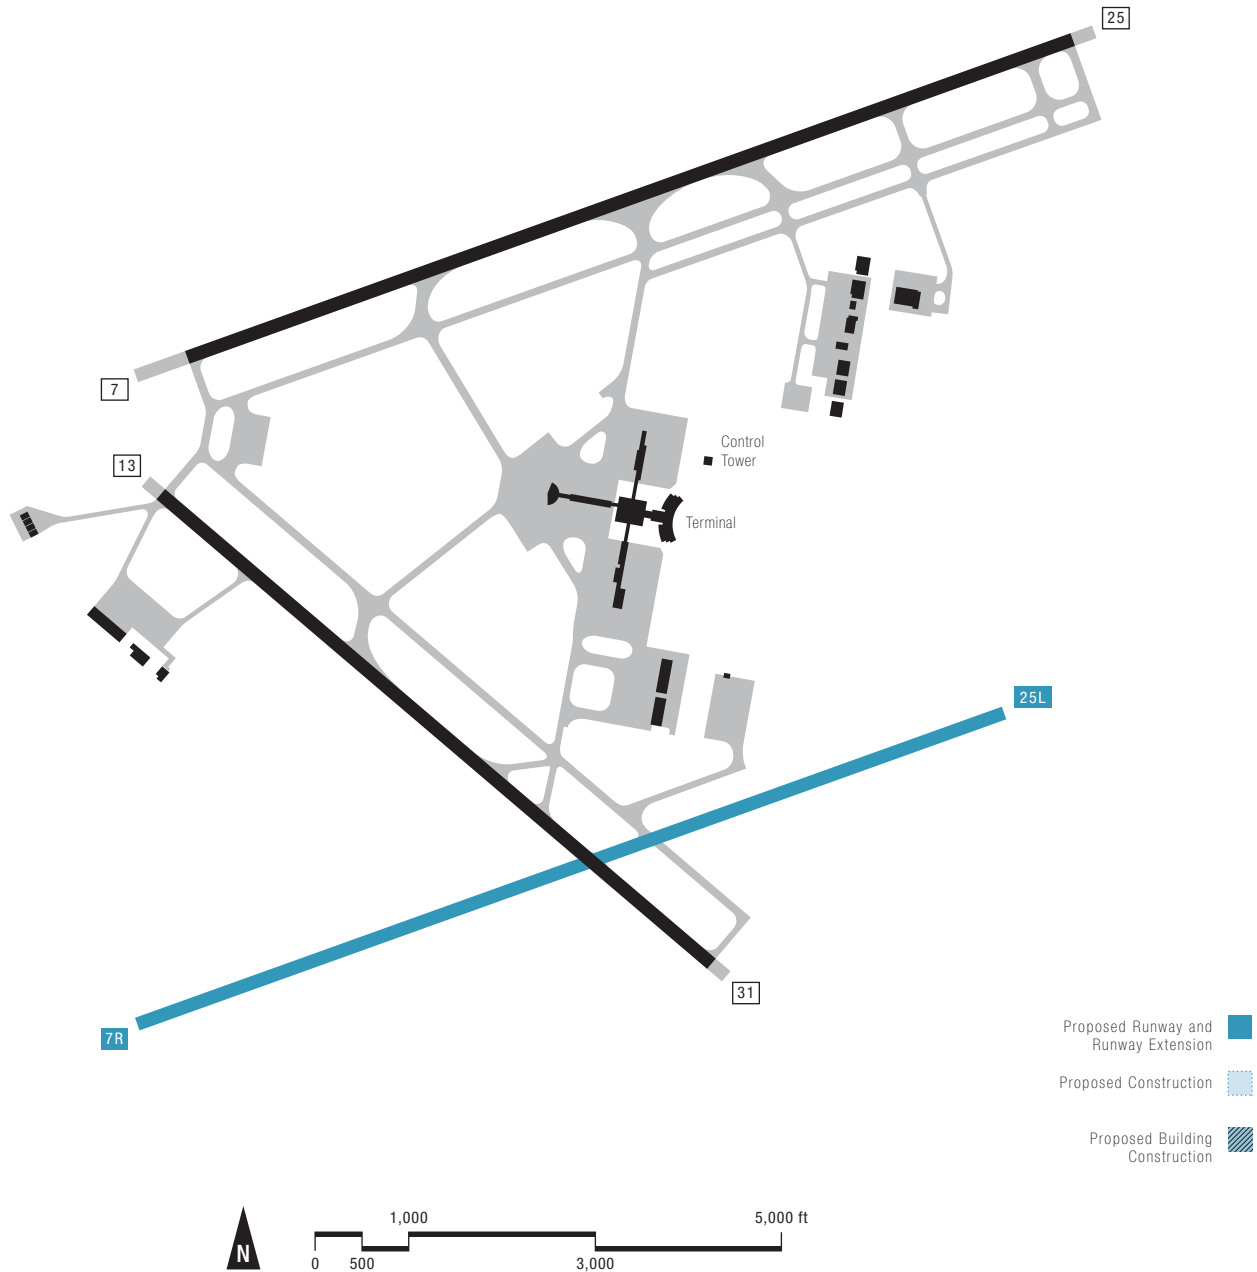 25
7
13
Control
Tower
Terminal
25L
31
7R
Proposed Runway and
Runway Extension
Proposed Construction
Proposed Building
Construction
N
1,000
5,000 ft
0
500
3,000